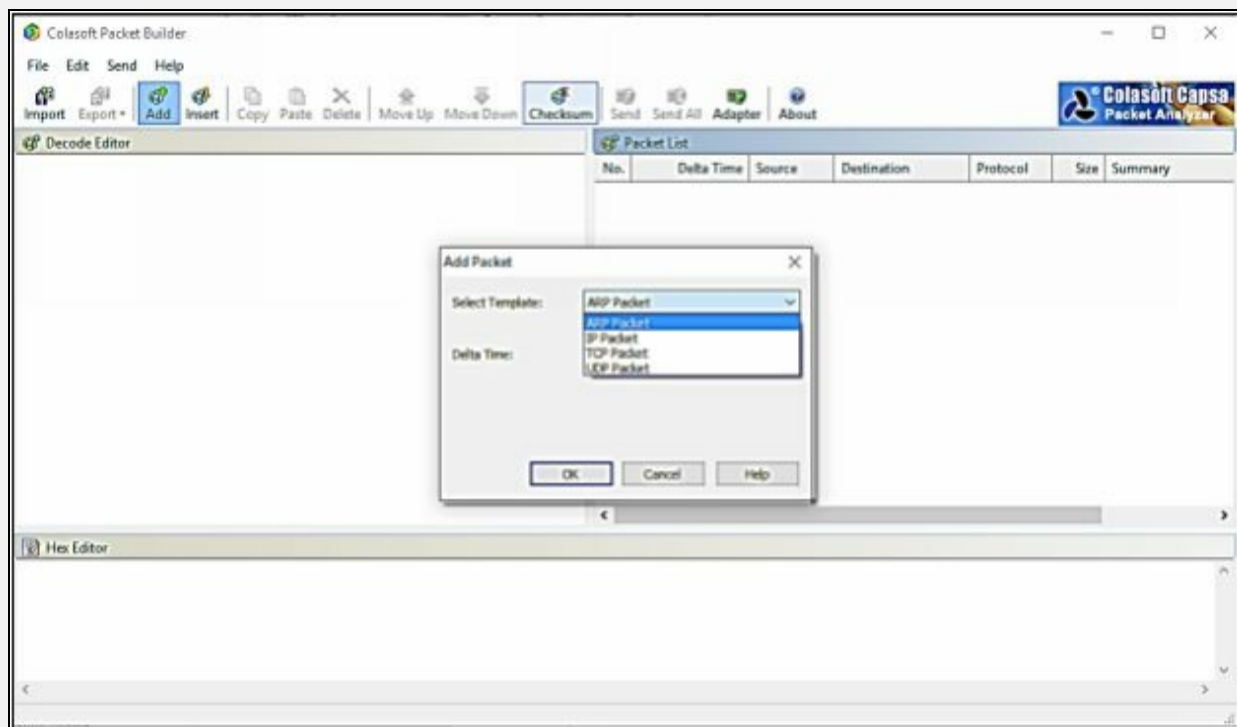 Colasoft Packet Builder
File Edit Send Help
Import Export Add Insert Copy Paste Delete Move Up Move Down Checksum Send Send All Adapter About
Colasoft Capsa
Packet Analyzer
Decode Editor
Packet List
No. Delta Time Source Destination Protocol Size Summary
Add Packet
Select Template: ARP Packet
ARP Packet
IP Packet
TCP Packet
UDP Packet
Delta Time:
OK Cancel Help
Hex Editor